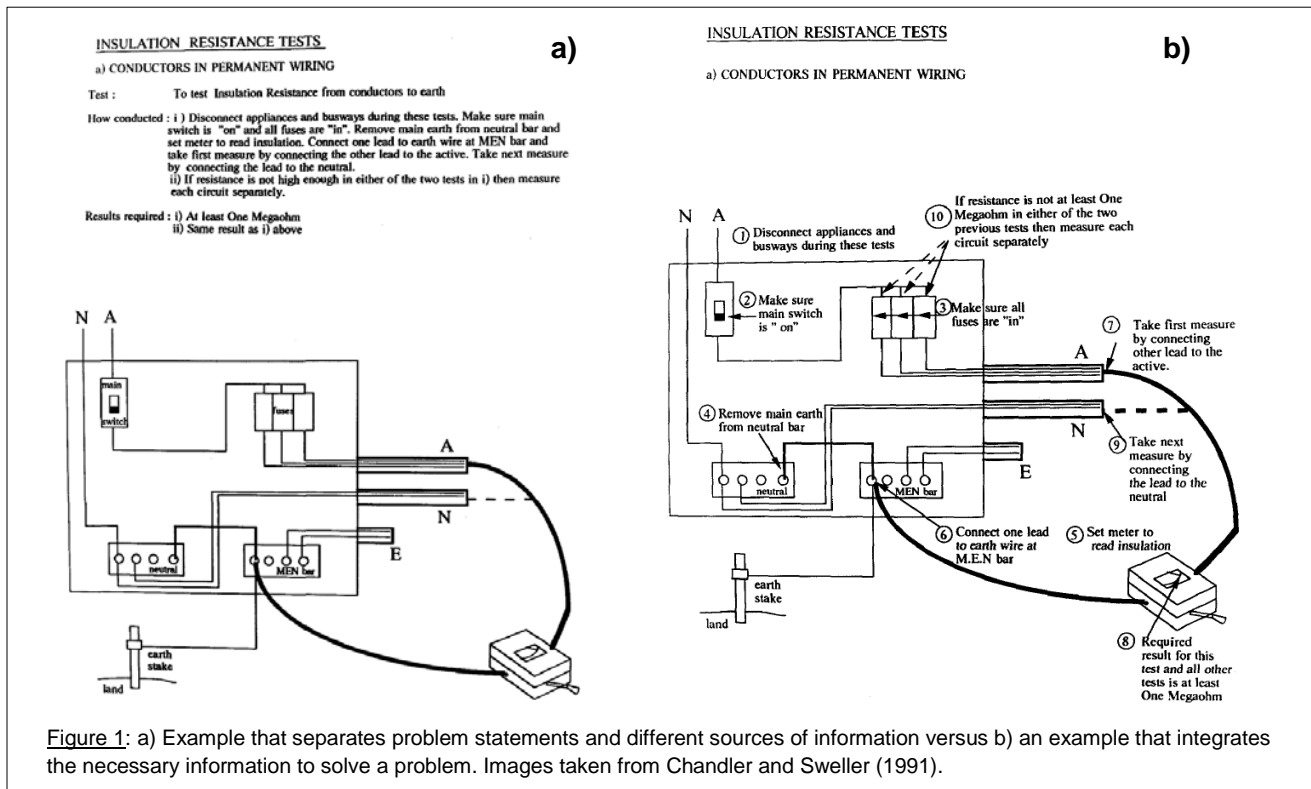 INSULATION RESISTANCE TESTS
a)
a) CONDUCTORS IN PERMANENT WIRING
Test : To test Insulation Resistance from conductors to earth
How conducted : i ) Disconnect appliances and busways during these tests. Make sure main
switch is "on" and all fuses are "in". Remove main earth from neutral bar and
set meter to read insulation. Connect one lead to earth wire at MEN bar and
take first measure by connecting the other lead to the active. Take next measure
by connecting the lead to the neutral.
ii) If resistance is not high enough in either of the two tests in i) then measure
each circuit separately.
Results required : i) At least One Megaohm
ii) Same result as i) above
N A
main
switch
fuses
A
N
E
neutral
MEN bar
earth
stake
land
INSULATION RESISTANCE TESTS
b)
a) CONDUCTORS IN PERMANENT WIRING
N A
1 Disconnect appliances and
busways during these tests
10 If resistance is not at least One
Megaohm in either of the two
previous tests then measure each
circuit separately
2 Make sure
main switch
is " on"
3 Make sure all
fuses are "in"
7 Take first measure
by connecting
other lead to the
active.
A
4 Remove main earth
from neutral bar
N
9 Take next
measure by
connecting
the lead to the
neutral
E
neutral
MEN bar
6 Connect one lead
to earth wire at
M.E.N bar
5 Set meter to
read insulation
earth
stake
land
8 Required
result for this
test and all other
tests is at least
One Megaohm
Figure 1: a) Example that separates problem statements and different sources of information versus b) an example that integrates
the necessary information to solve a problem. Images taken from Chandler and Sweller (1991).